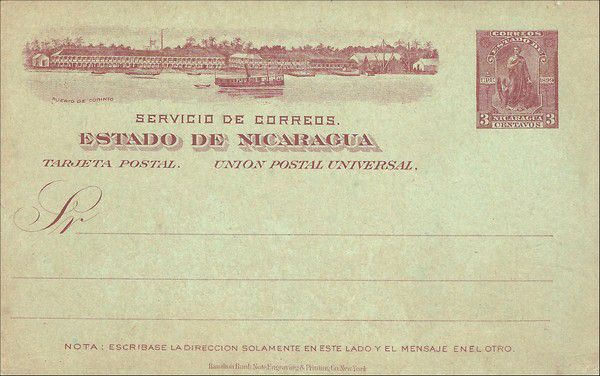 PUERTO DE CORINTO
SERVICIO DE CORREOS.
ESTADO DE NICARAGUA
TARJETA POSTAL. UNION POSTAL UNIVERSAL.
CORREOS
ESTADO DE
NICARAGUA
3 CENTAVOS 3
Sr
NOTA: ESCRIBASE LA DIRECCION SOLAMENTE EN ESTE LADO Y EL MENSAJE EN EL OTRO.
Hamilton Bank Note Engraving & Printing Co. New York